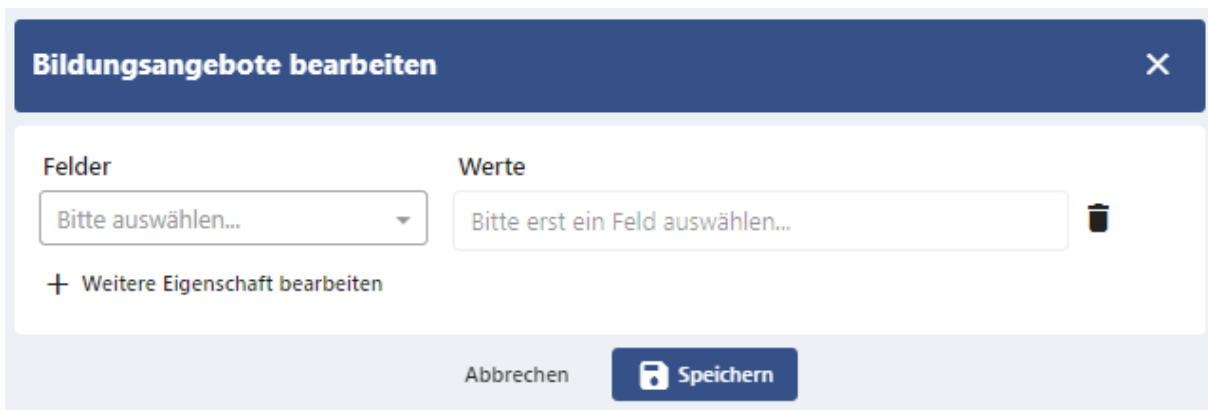 Bildungsangebote bearbeiten
Felder
Werte
Bitte auswählen...
Bitte erst ein Feld auswählen...
Weitere Eigenschaft bearbeiten
Abbrechen
Speichern